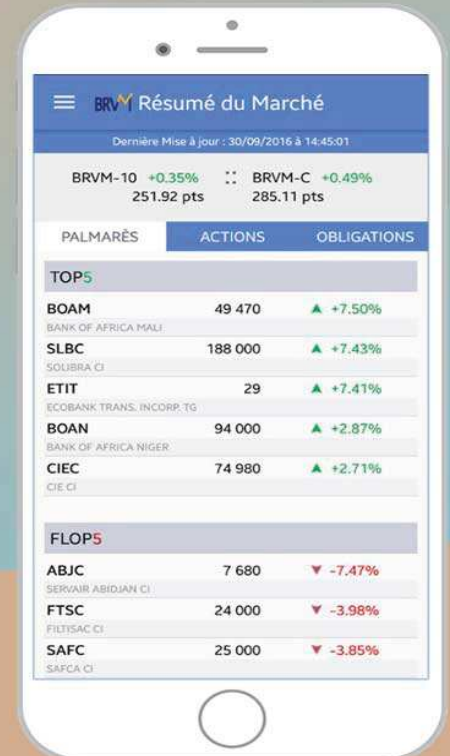 BRVM Résumé du Marché
Dernière Mise à jour : 30/09/2016 à 14:45:01
BRVM-10 +0.35% BRVM-C +0.49%
251.92 pts 285.11 pts
PALMARÈS ACTIONS OBLIGATIONS
TOP5
BOAM 49 470 ▲ +7.50%
BANK OF AFRICA MALI
SLBC 188 000 ▲ +7.43%
SOLIBRA CI
ETIT 29 ▲ +7.41%
ECOBANK TRANS. INCORP. TG
BOAN 94 000 ▲ +2.87%
BANK OF AFRICA NIGER
CIEC 74 980 ▲ +2.71%
CIE CI
FLOP5
ABJC 7 680 ▼ -7.47%
SERVAIR ABIDJAN CI
FTSC 24 000 ▼ -3.98%
FILTISAC CI
SAFC 25 000 ▼ -3.85%
SAFCA CI